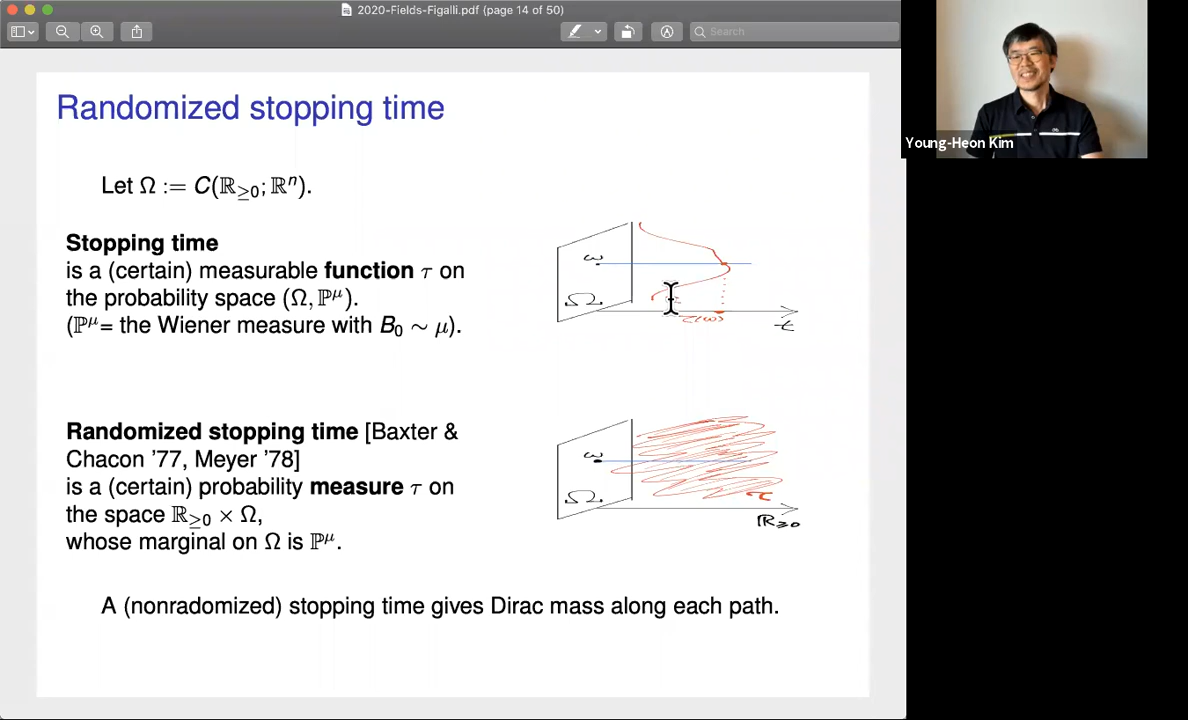 2020-Fields-Figalli.pdf (page 14 of 50)
Search
Randomized stopping time
Let Ω := C(ℝ≥0; ℝⁿ).
Stopping time
is a (certain) measurable function τ on
the probability space (Ω, ℙ^μ).
(ℙ^μ= the Wiener measure with B₀ ∼ μ).
ω
Ω
τ(ω)
t
Randomized stopping time [Baxter &
Chacon '77, Meyer '78]
is a (certain) probability measure τ on
the space ℝ≥0 × Ω,
whose marginal on Ω is ℙ^μ.
ω
Ω
τ
ℝ≥0
A (nonradomized) stopping time gives Dirac mass along each path.
Young-Heon Kim